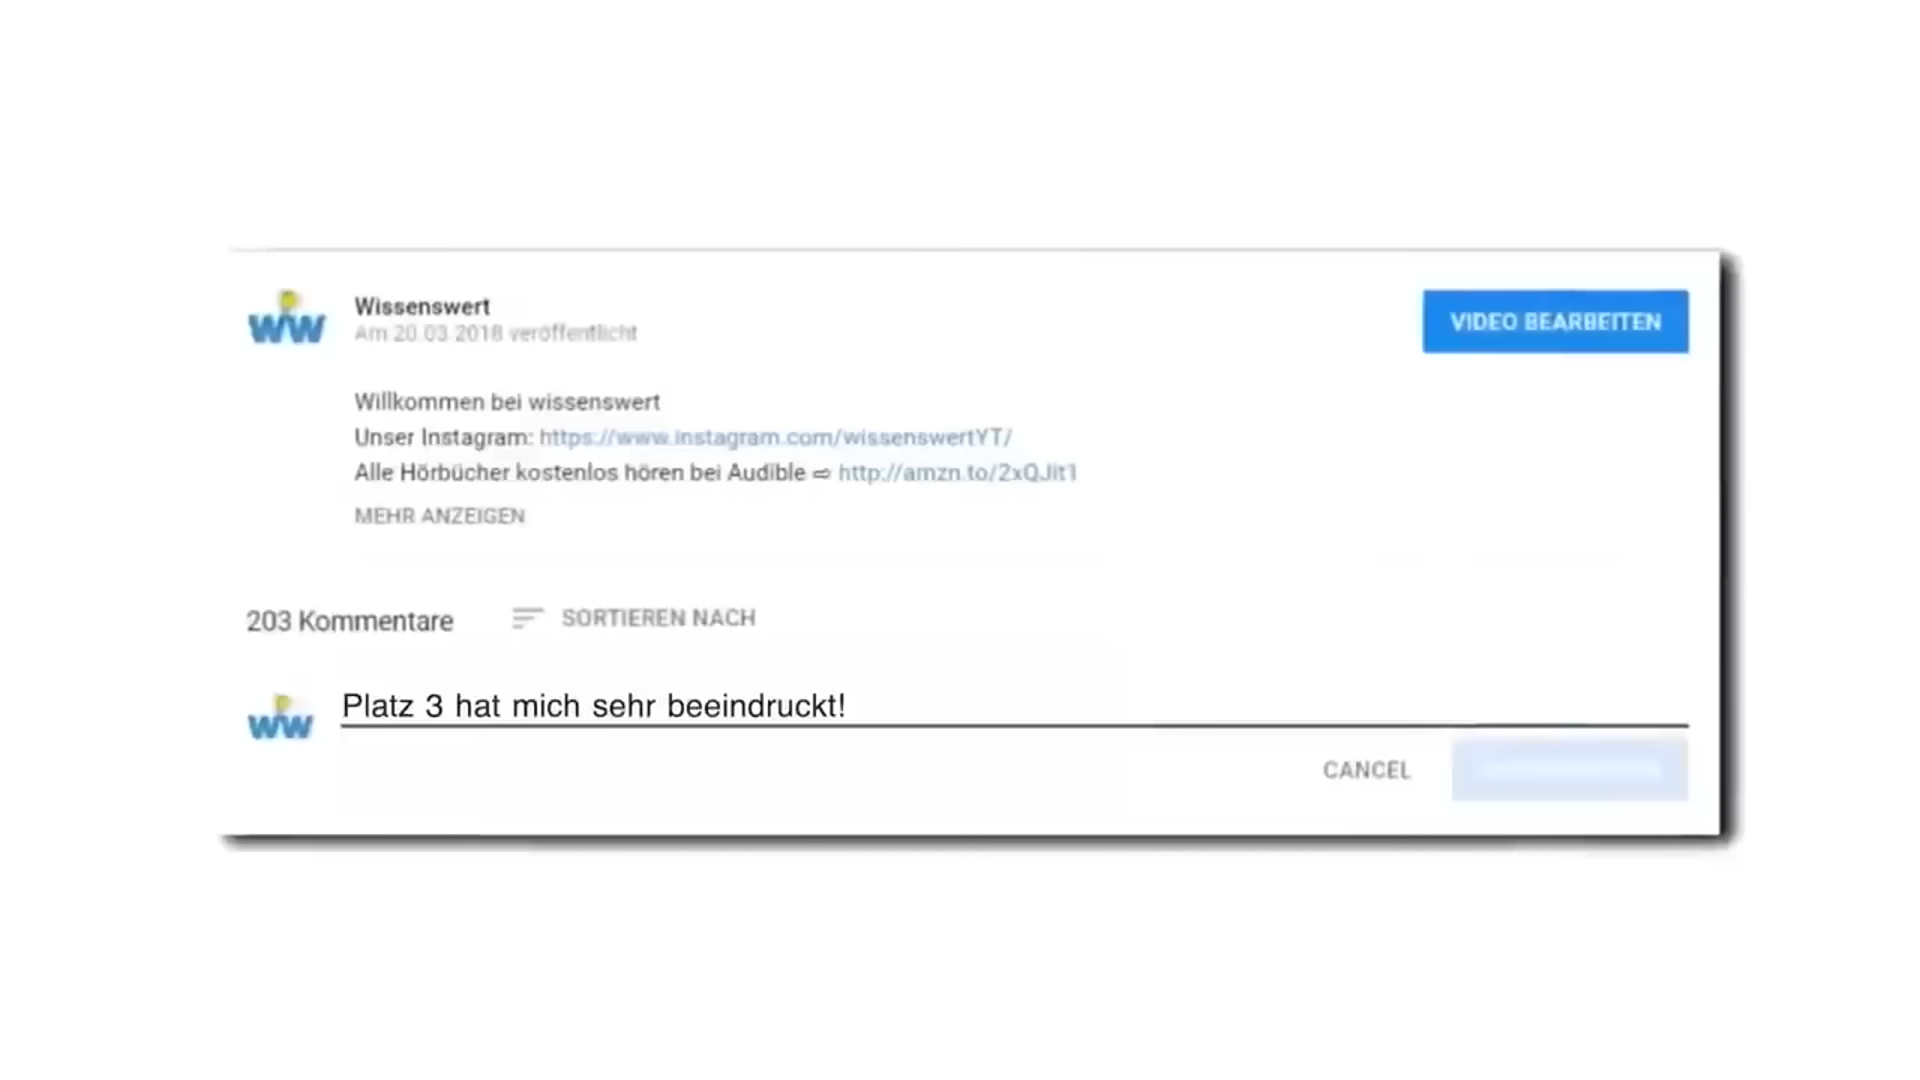 WW
Wissenswert
Am 20.03.2018 veröffentlicht
VIDEO BEARBEITEN
Willkommen bei wissenswert
Unser Instagram: https://www.instagram.com/wissenswertYT/
Alle Hörbücher kostenlos hören bei Audible ⇨ http://amzn.to/2xQJit1
MEHR ANZEIGEN
203 Kommentare
SORTIEREN NACH
WW
Platz 3 hat mich sehr beeindruckt!
CANCEL